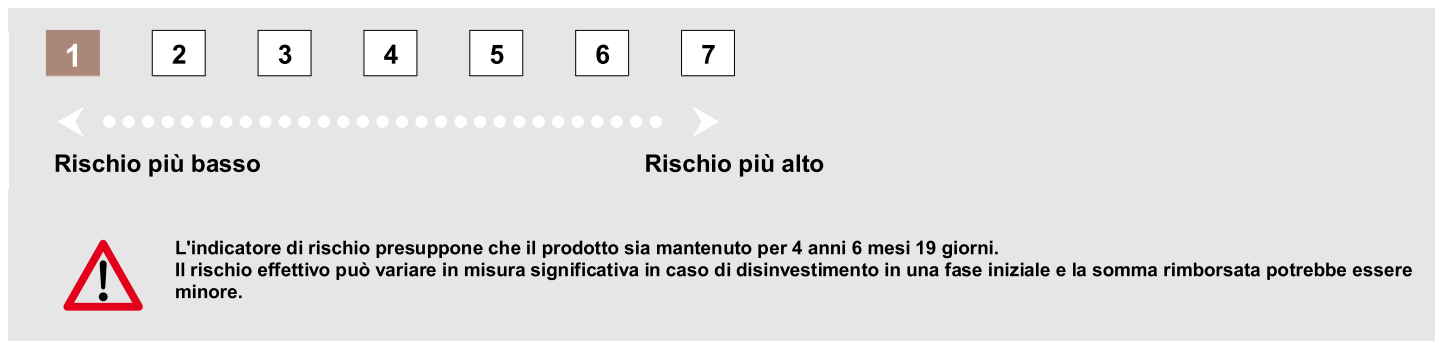 1 2 3 4 5 6 7
Rischio più basso Rischio più alto
L'indicatore di rischio presuppone che il prodotto sia mantenuto per 4 anni 6 mesi 19 giorni.
Il rischio effettivo può variare in misura significativa in caso di disinvestimento in una fase iniziale e la somma rimborsata potrebbe essere
minore.